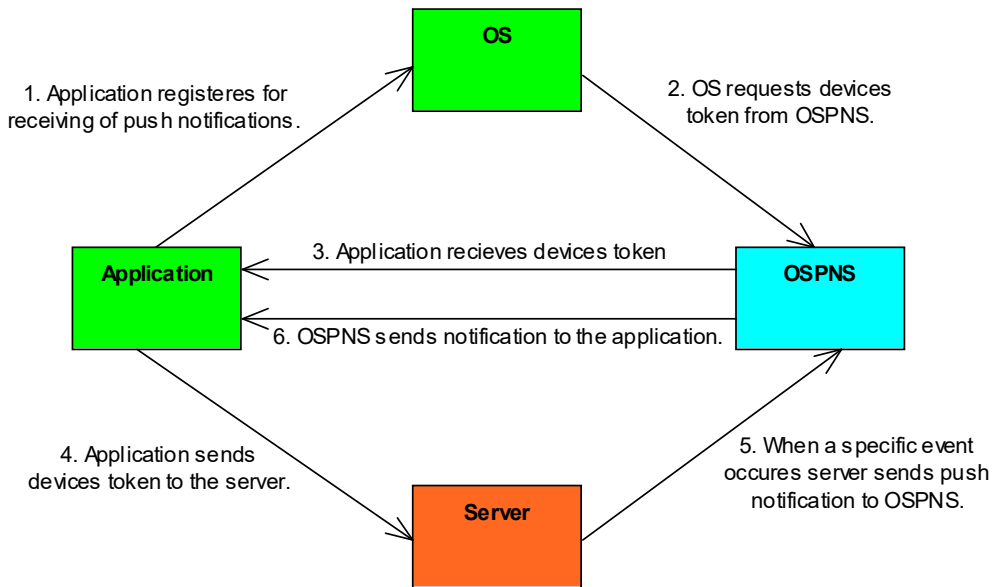 OS
1. Application registeres for
receiving of push notifications.
2. OS requests devices
token from OSPNS.
Application
3. Application recieves devices token
OSPNS
6. OSPNS sends notification to the application.
4. Application sends
devices token to the server.
5. When a specific event
occures server sends push
notification to OSPNS.
Server